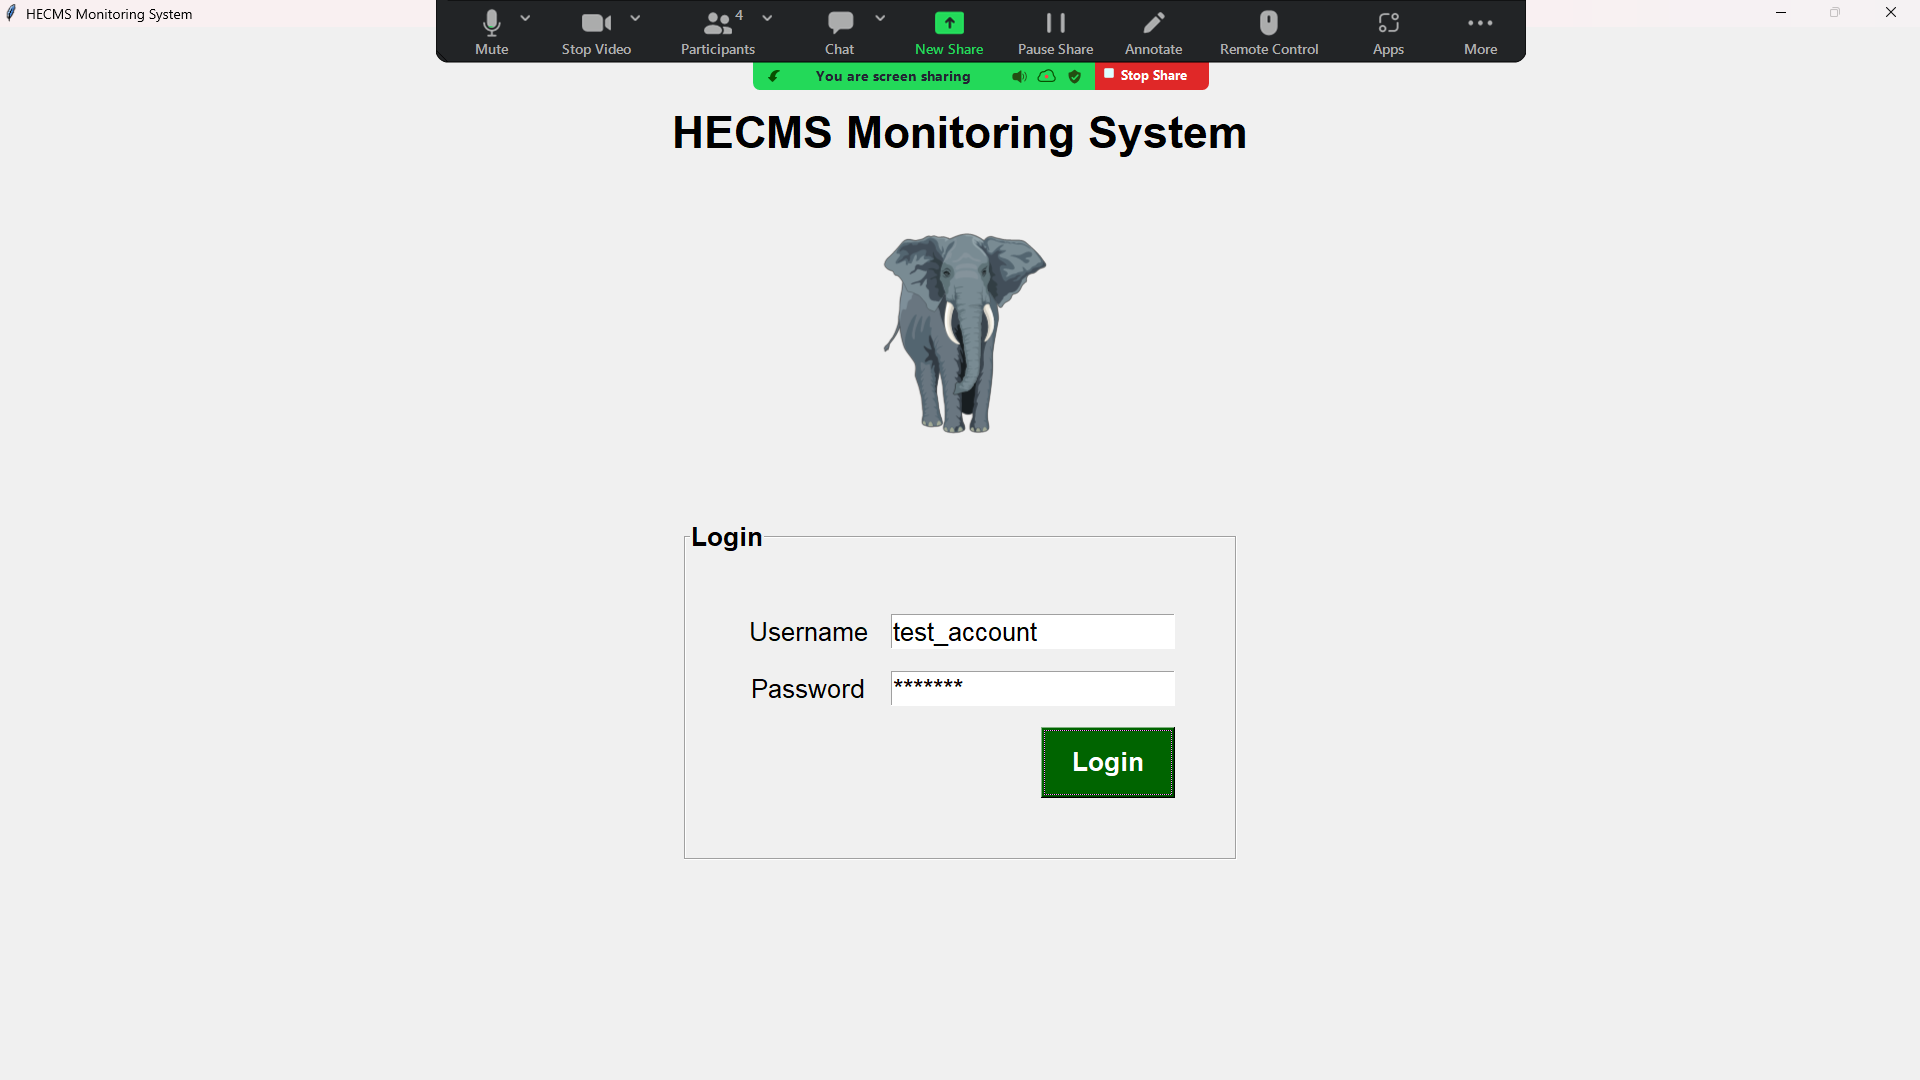 HECMS Monitoring System
Mute
Stop Video
Participants
4
Chat
New Share
Pause Share
Annotate
Remote Control
Apps
More
You are screen sharing
Stop Share
HECMS Monitoring System
Login
Username test_account
Password *******
Login